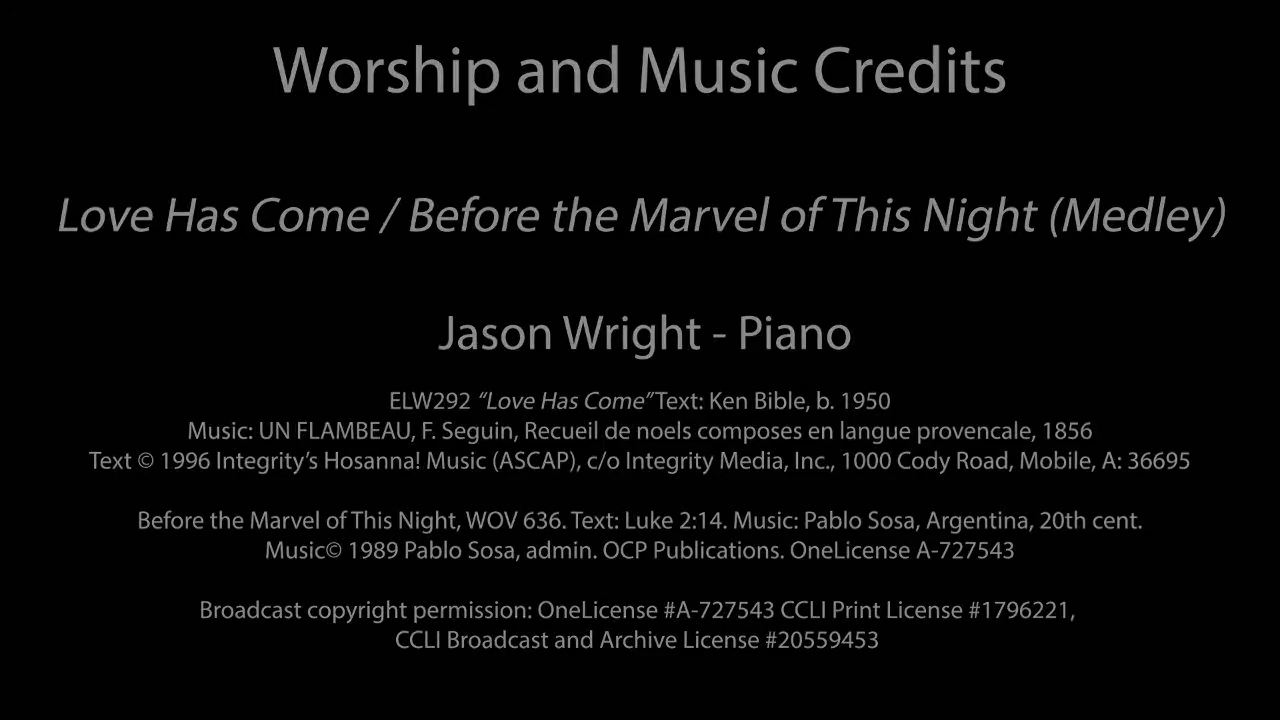 Worship and Music Credits
Love Has Come / Before the Marvel of This Night (Medley)
Jason Wright - Piano
ELW292 “Love Has Come” Text: Ken Bible, b. 1950
Music: UN FLAMBEAU, F. Seguin, Recueil de noels composes en langue provencale, 1856
Text © 1996 Integrity’s Hosanna! Music (ASCAP), c/o Integrity Media, Inc., 1000 Cody Road, Mobile, A: 36695
Before the Marvel of This Night, WOV 636. Text: Luke 2:14. Music: Pablo Sosa, Argentina, 20th cent.
Music© 1989 Pablo Sosa, admin. OCP Publications. OneLicense A-727543
Broadcast copyright permission: OneLicense #A-727543 CCLI Print License #1796221,
CCLI Broadcast and Archive License #20559453